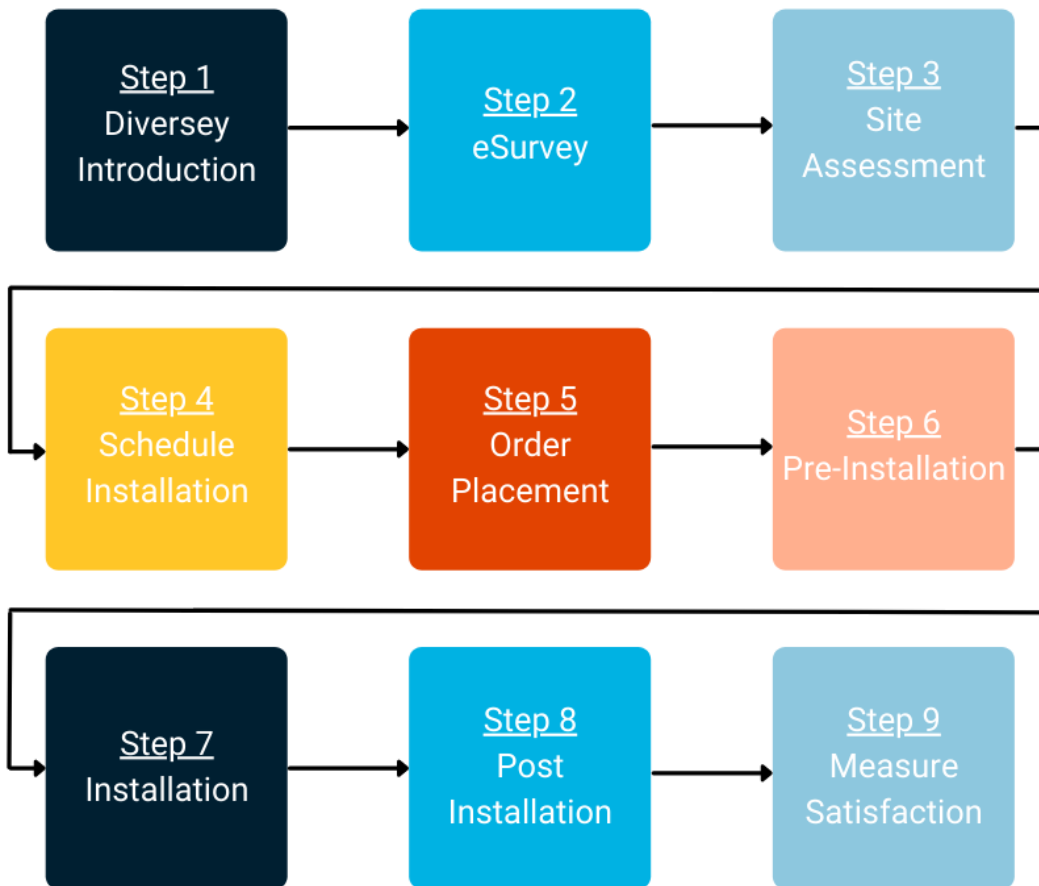 Step 1
Diversey
Introduction
Step 2
eSurvey
Step 3
Site
Assessment
Step 4
Schedule
Installation
Step 5
Order
Placement
Step 6
Pre-Installation
Step 7
Installation
Step 8
Post
Installation
Step 9
Measure
Satisfaction